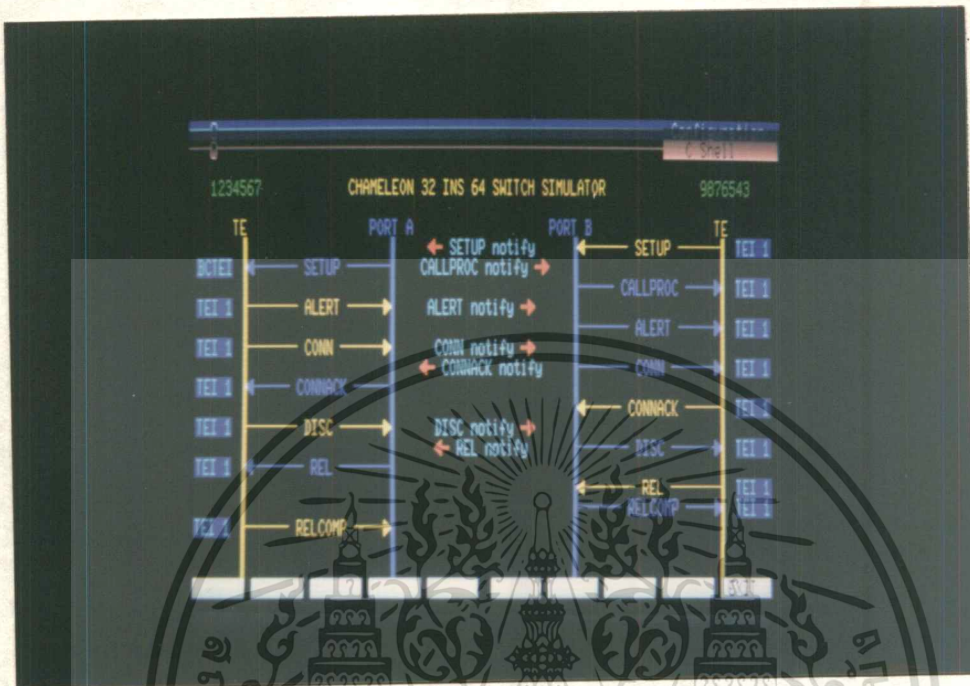 Configuration
C Shell
1234567 CHAMELEON 32 INS 64 SWITCH SIMULATOR 9876543
TE PORT A PORT B TE
← SETUP notify SETUP TEI 1
BCTEI SETUP CALLPROC notify →
CALLPROC TEI 1
TEI 1 ALERT ALERT notify →
ALERT TEI 1
TEI 1 CONN CONN notify →
← CONNACK notify CONN TEI 1
TEI 1 CONNACK
CONNACK TEI 1
TEI 1 DISC DISC notify →
← REL notify DISC TEI 1
TEI 1 REL
REL TEI 1
RELCOMP TEI 1
TEI 1 RELCOMP